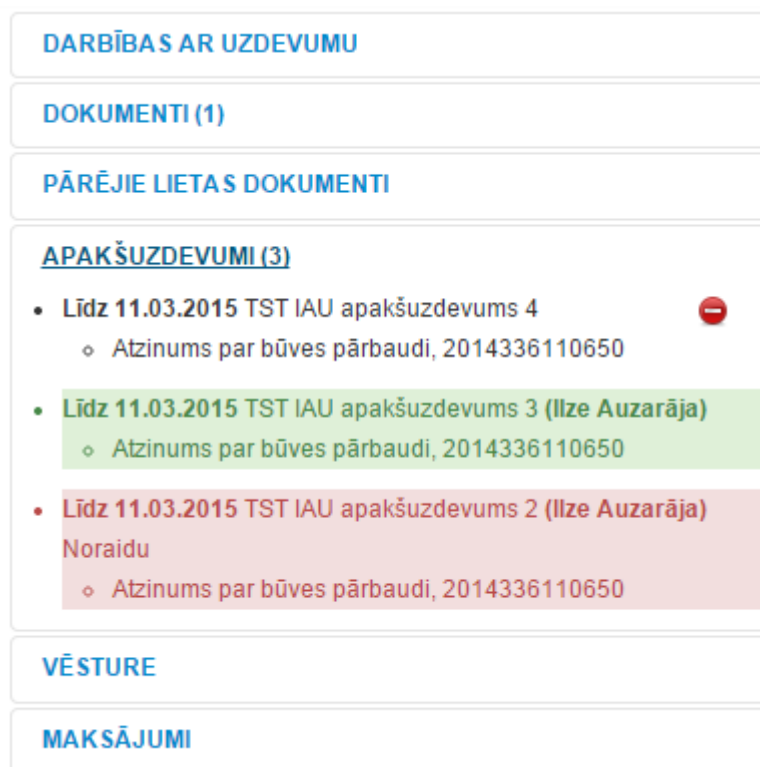 DARBĪBAS AR UZDEVUMU
DOKUMENTI (1)
PĀRĒJIE LIETAS DOKUMENTI
APAKŠUZDEVUMI (3)
Līdz 11.03.2015 TST IAU apakšuzdevums 4
Atzinums par būves pārbaudi, 2014336110650
Līdz 11.03.2015 TST IAU apakšuzdevums 3 (Ilze Auzarāja)
Atzinums par būves pārbaudi, 2014336110650
Līdz 11.03.2015 TST IAU apakšuzdevums 2 (Ilze Auzarāja)
Noraidu
Atzinums par būves pārbaudi, 2014336110650
VĒSTURE
MAKSĀJUMI